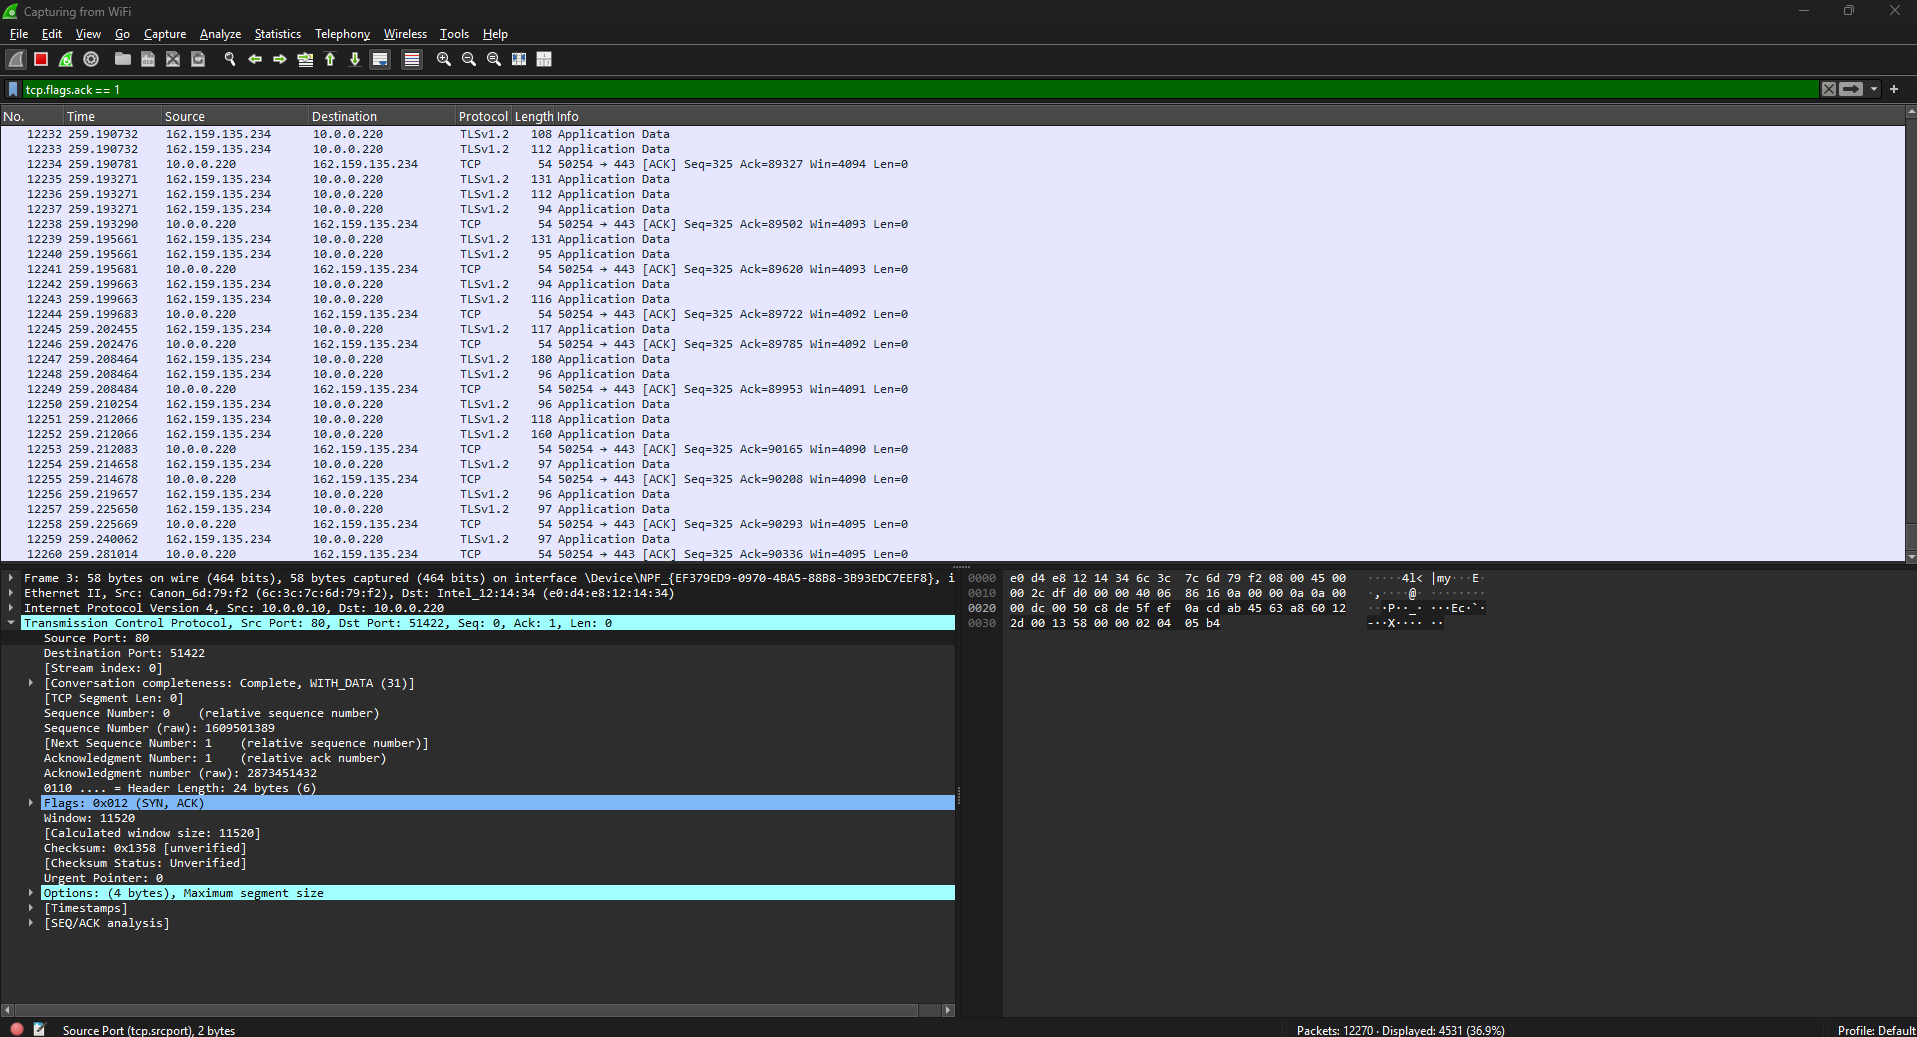 Capturing from WiFi
File Edit View Go Capture Analyze Statistics Telephony Wireless Tools Help
tcp.flags.ack == 1
No. Time Source Destination Protocol Length Info
12232 259.190732 162.159.135.234 10.0.0.220 TLSv1.2 108 Application Data
12233 259.190732 162.159.135.234 10.0.0.220 TLSv1.2 112 Application Data
12234 259.190781 10.0.0.220 162.159.135.234 TCP 54 50254 → 443 [ACK] Seq=325 Ack=89327 Win=4094 Len=0
12235 259.193271 162.159.135.234 10.0.0.220 TLSv1.2 131 Application Data
12236 259.193271 162.159.135.234 10.0.0.220 TLSv1.2 112 Application Data
12237 259.193271 162.159.135.234 10.0.0.220 TLSv1.2 94 Application Data
12238 259.193290 10.0.0.220 162.159.135.234 TCP 54 50254 → 443 [ACK] Seq=325 Ack=89502 Win=4093 Len=0
12239 259.195661 162.159.135.234 10.0.0.220 TLSv1.2 131 Application Data
12240 259.195661 162.159.135.234 10.0.0.220 TLSv1.2 95 Application Data
12241 259.195681 10.0.0.220 162.159.135.234 TCP 54 50254 → 443 [ACK] Seq=325 Ack=89620 Win=4093 Len=0
12242 259.199663 162.159.135.234 10.0.0.220 TLSv1.2 94 Application Data
12243 259.199663 162.159.135.234 10.0.0.220 TLSv1.2 116 Application Data
12244 259.199683 10.0.0.220 162.159.135.234 TCP 54 50254 → 443 [ACK] Seq=325 Ack=89722 Win=4092 Len=0
12245 259.202455 162.159.135.234 10.0.0.220 TLSv1.2 117 Application Data
12246 259.202476 10.0.0.220 162.159.135.234 TCP 54 50254 → 443 [ACK] Seq=325 Ack=89785 Win=4092 Len=0
12247 259.208464 162.159.135.234 10.0.0.220 TLSv1.2 180 Application Data
12248 259.208464 162.159.135.234 10.0.0.220 TLSv1.2 96 Application Data
12249 259.208484 10.0.0.220 162.159.135.234 TCP 54 50254 → 443 [ACK] Seq=325 Ack=89953 Win=4091 Len=0
12250 259.210254 162.159.135.234 10.0.0.220 TLSv1.2 96 Application Data
12251 259.212066 162.159.135.234 10.0.0.220 TLSv1.2 118 Application Data
12252 259.212066 162.159.135.234 10.0.0.220 TLSv1.2 160 Application Data
12253 259.212083 10.0.0.220 162.159.135.234 TCP 54 50254 → 443 [ACK] Seq=325 Ack=90165 Win=4090 Len=0
12254 259.214658 162.159.135.234 10.0.0.220 TLSv1.2 97 Application Data
12255 259.214678 10.0.0.220 162.159.135.234 TCP 54 50254 → 443 [ACK] Seq=325 Ack=90208 Win=4090 Len=0
12256 259.219657 162.159.135.234 10.0.0.220 TLSv1.2 96 Application Data
12257 259.225650 162.159.135.234 10.0.0.220 TLSv1.2 97 Application Data
12258 259.225669 10.0.0.220 162.159.135.234 TCP 54 50254 → 443 [ACK] Seq=325 Ack=90293 Win=4095 Len=0
12259 259.240062 162.159.135.234 10.0.0.220 TLSv1.2 97 Application Data
12260 259.281014 10.0.0.220 162.159.135.234 TCP 54 50254 → 443 [ACK] Seq=325 Ack=90336 Win=4095 Len=0
Frame 3: 58 bytes on wire (464 bits), 58 bytes captured (464 bits) on interface \Device\NPF_{EF379ED9-0970-4BA5-88B8-3B93EDC7EEF8}, i
Ethernet II, Src: Canon_6d:79:f2 (6c:3c:7c:6d:79:f2), Dst: Intel_12:14:34 (e0:d4:e8:12:14:34)
Internet Protocol Version 4, Src: 10.0.0.10, Dst: 10.0.0.220
Transmission Control Protocol, Src Port: 80, Dst Port: 51422, Seq: 0, Ack: 1, Len: 0
Source Port: 80
Destination Port: 51422
[Stream index: 0]
[Conversation completeness: Complete, WITH_DATA (31)]
[TCP Segment Len: 0]
Sequence Number: 0 (relative sequence number)
Sequence Number (raw): 1609501389
[Next Sequence Number: 1 (relative sequence number)]
Acknowledgment Number: 1 (relative ack number)
Acknowledgment number (raw): 2873451432
0110 .... = Header Length: 24 bytes (6)
Flags: 0x012 (SYN, ACK)
Window: 11520
[Calculated window size: 11520]
Checksum: 0x1358 [unverified]
[Checksum Status: Unverified]
Urgent Pointer: 0
Options: (4 bytes), Maximum segment size
[Timestamps]
[SEQ/ACK analysis]
0000 e0 d4 e8 12 14 34 6c 3c 7c 6d 79 f2 08 00 45 00 ·····4l< |my···E·
0010 00 2c df d0 00 00 40 06 86 16 0a 00 00 0a 0a 00 ·,····@· ········
0020 00 dc 00 50 c8 de 5f ef 0a cd ab 45 63 a8 60 12 ···P··_· ···Ec·`·
0030 2d 00 13 58 00 00 02 04 05 b4 -··X···· ··
Source Port (tcp.srcport), 2 bytes
Packets: 12270 · Displayed: 4531 (36.9%)
Profile: Default